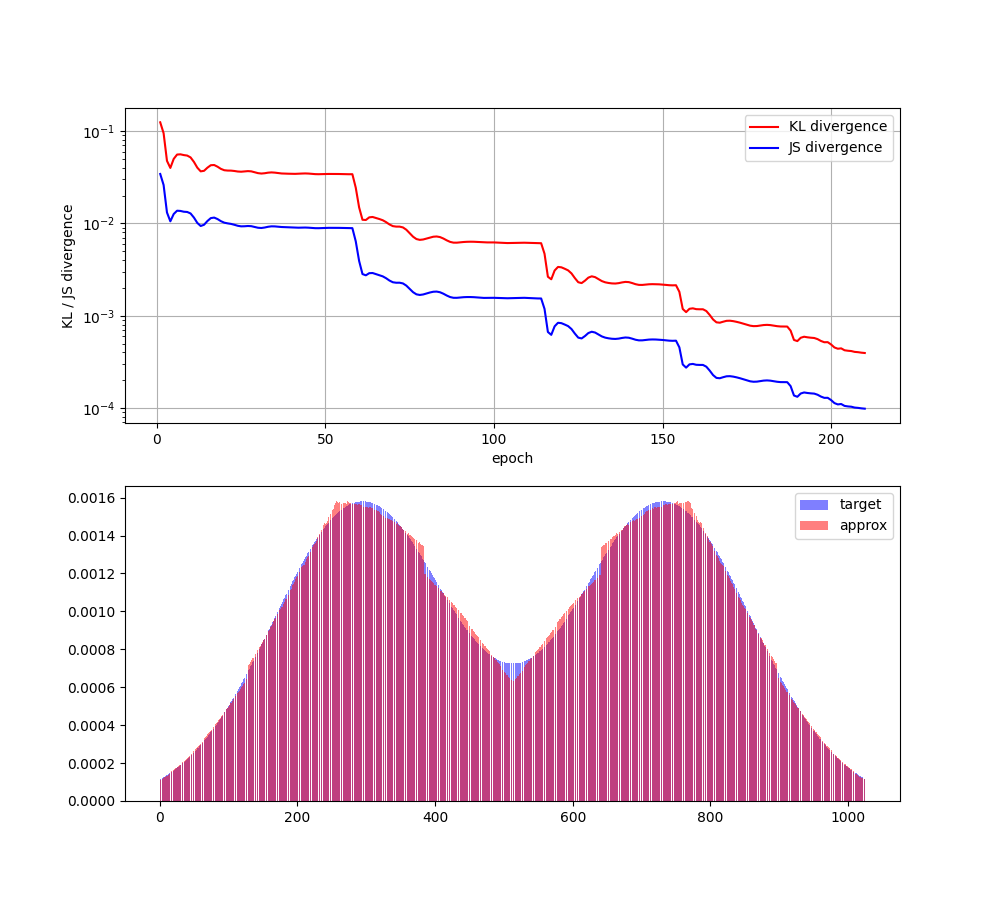 KL / JS divergence
10⁻¹
10⁻²
10⁻³
10⁻⁴
KL divergence
JS divergence
0 50 100 150 200
epoch
0.0016
0.0014
0.0012
0.0010
0.0008
0.0006
0.0004
0.0002
0.0000
target
approx
0 200 400 600 800 1000